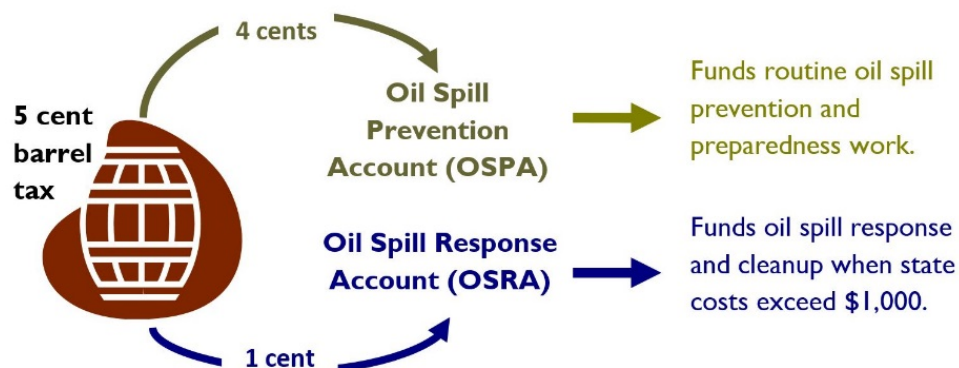 4 cents
5 cent
barrel
tax
Oil Spill
Prevention
Account (OSPA)
Funds routine oil spill
prevention and
preparedness work.
Oil Spill Response
Account (OSRA)
Funds oil spill response
and cleanup when state
costs exceed $1,000.
1 cent